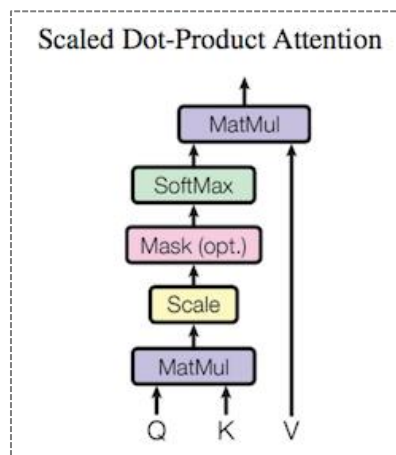 Scaled Dot-Product Attention
MatMul
SoftMax
Mask (opt.)
Scale
MatMul
Q K V